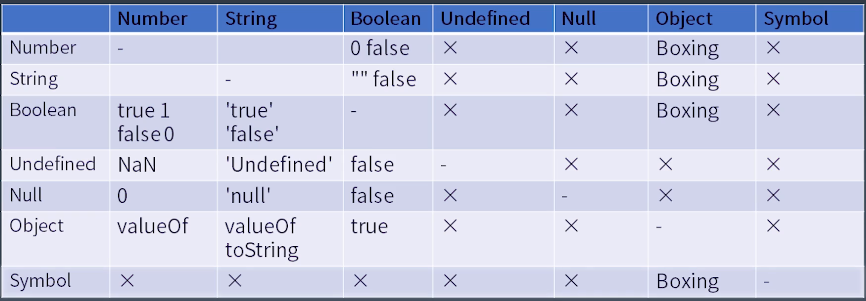 Number String Boolean Undefined Null Object Symbol
Number - 0 false × × Boxing ×
String - "" false × × Boxing ×
Boolean true 1 'true' - × × Boxing ×
false 0 'false'
Undefined NaN 'Undefined' false - × × ×
Null 0 'null' false × - × ×
Object valueOf valueOf true × × - ×
toString
Symbol × × × × × Boxing -